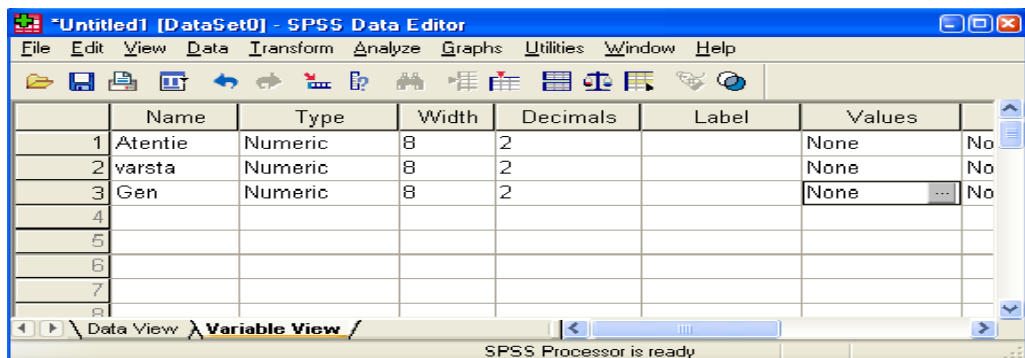 *Untitled1 [DataSet0] - SPSS Data Editor
File Edit View Data Transform Analyze Graphs Utilities Window Help
Name Type Width Decimals Label Values
1 Atentie Numeric 8 2 None No
2 varsta Numeric 8 2 None No
3 Gen Numeric 8 2 None ... No
4
5
6
7
8
Data View Variable View
SPSS Processor is ready